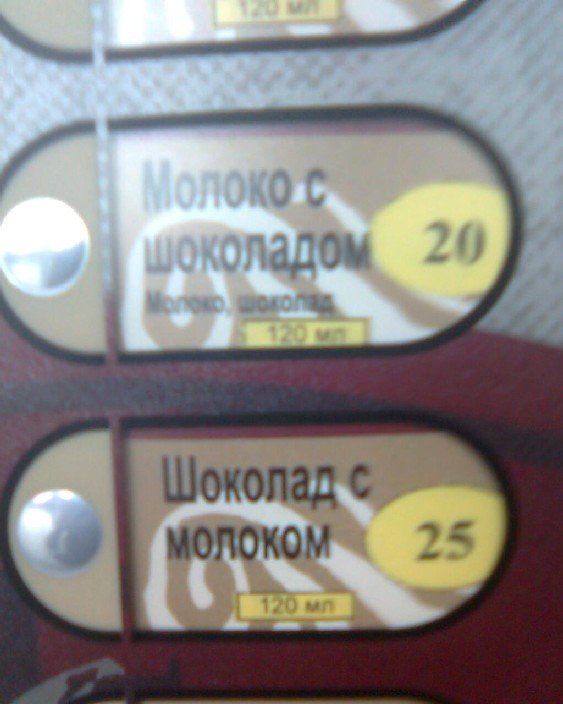 120 мл
Молоко с
шоколадом
20
Молоко, шоколад
120 мл
Шоколад с
молоком
25
120 мл